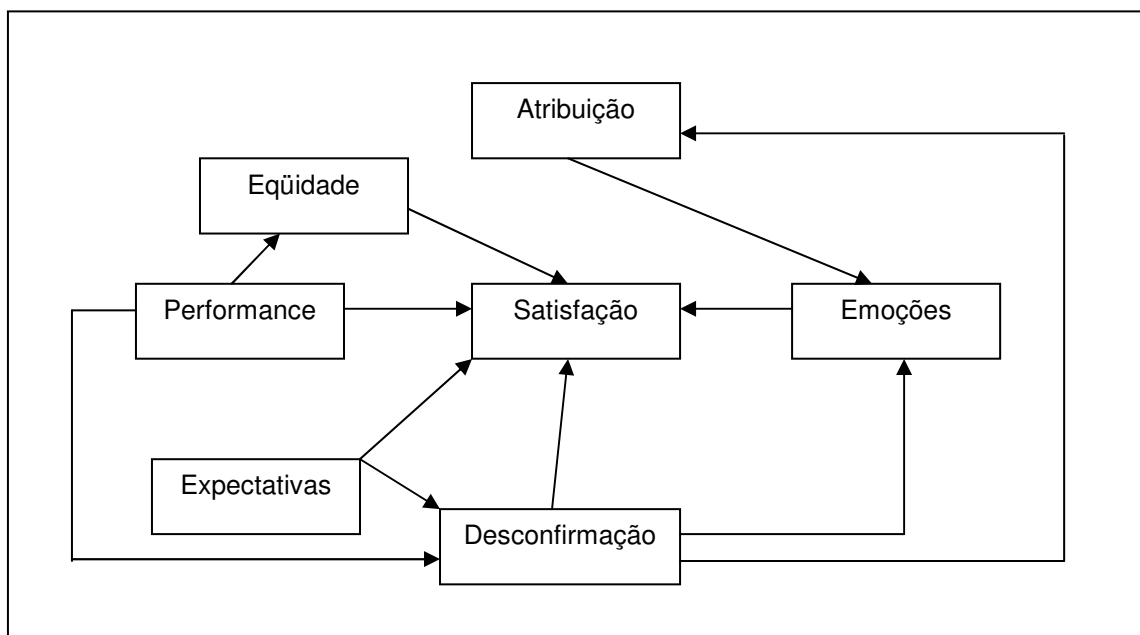 Atribuição
Eqüidade
Performance
Satisfação
Emoções
Expectativas
Desconfirmação